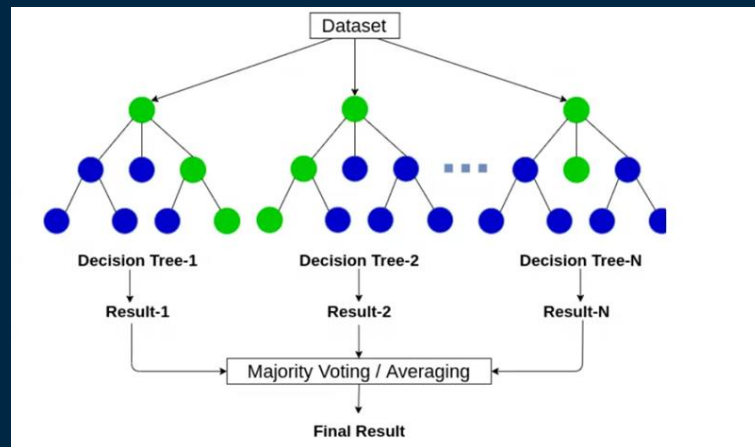 Dataset
Decision Tree-1
Decision Tree-2
Decision Tree-N
Result-1
Result-2
Result-N
Majority Voting / Averaging
Final Result